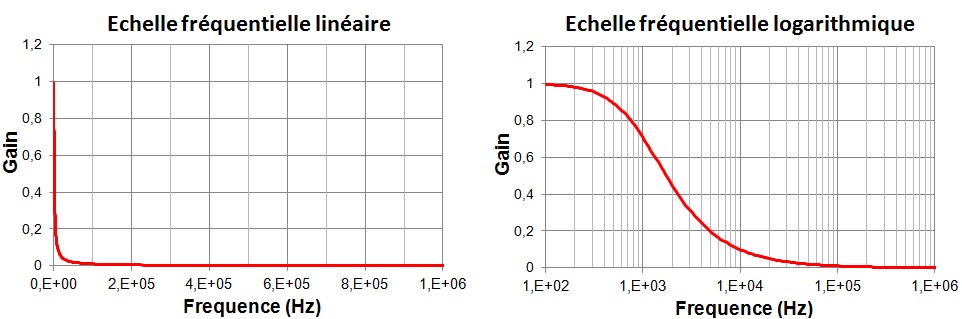 Echelle fréquentielle linéaire
1,2
1
0,8
0,6
0,4
0,2
0
Gain
0,E+00 2,E+05 4,E+05 6,E+05 8,E+05 1,E+06
Frequence (Hz)
Echelle fréquentielle logarithmique
1,2
1
0,8
0,6
0,4
0,2
0
Gain
1,E+02 1,E+03 1,E+04 1,E+05 1,E+06
Frequence (Hz)